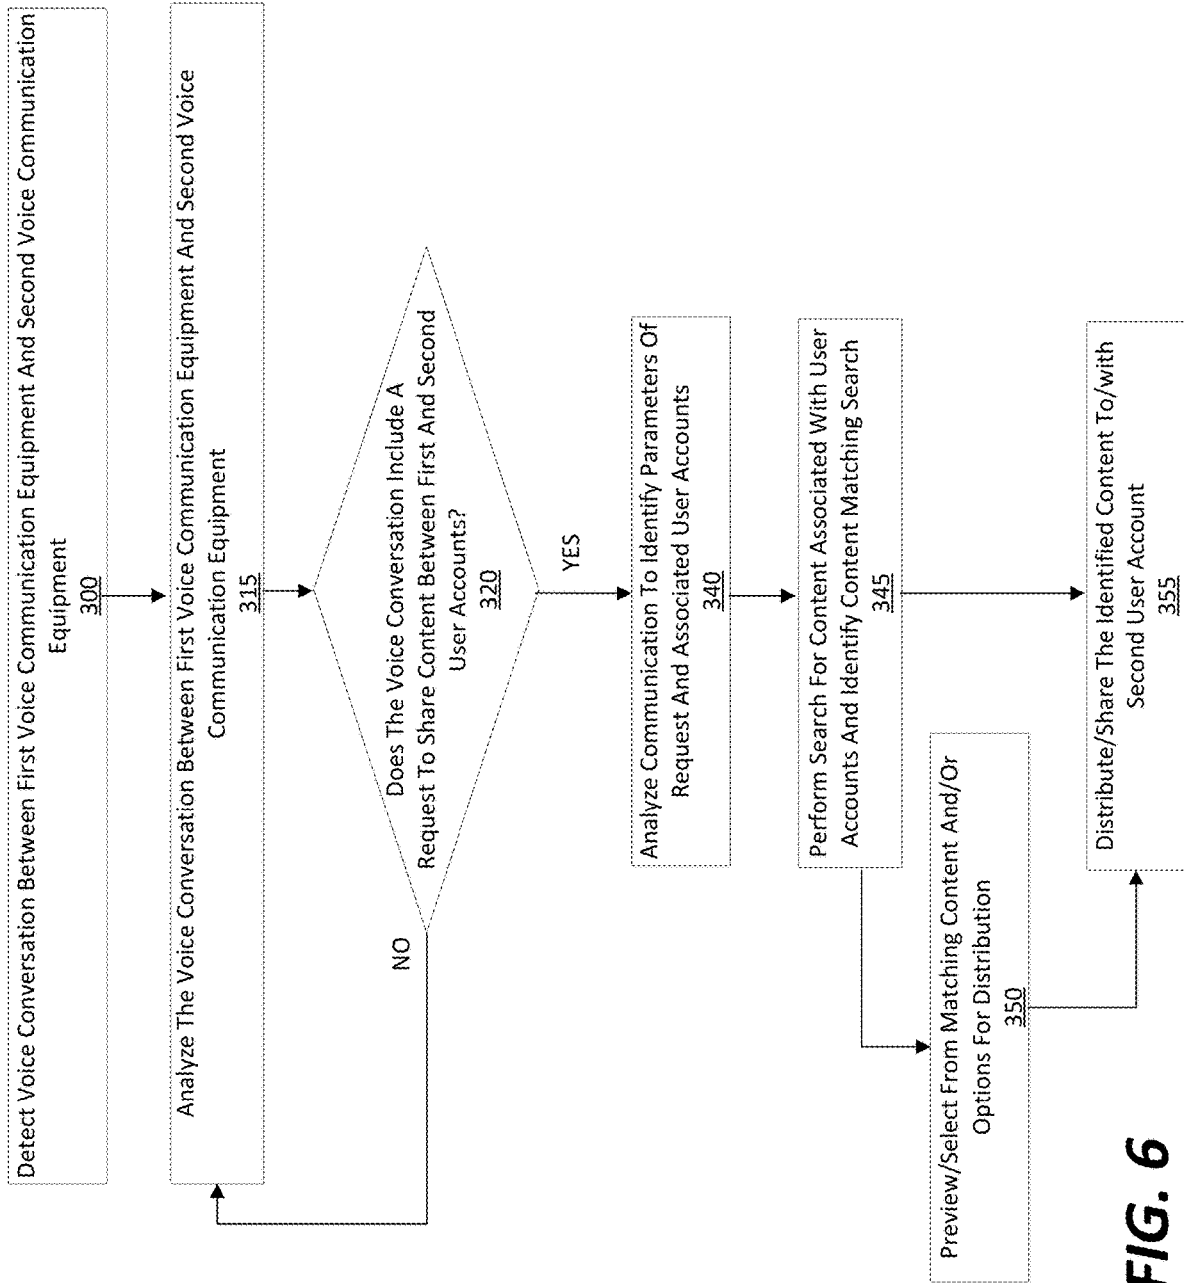 Detect Voice Conversation Between First Voice Communication Equipment And Second Voice Communication
Equipment
300
Analyze The Voice Conversation Between First Voice Communication Equipment And Second Voice
Communication Equipment
315
Does The Voice Conversation Include A
Request To Share Content Between First And Second
User Accounts?
320
NO
YES
Analyze Communication To Identify Parameters Of
Request And Associated User Accounts
340
Perform Search For Content Associated With User
Accounts And Identify Content Matching Search
345
Preview/Select From Matching Content And/Or
Options For Distribution
350
Distribute/Share The Identified Content To/with
Second User Account
355
FIG. 6